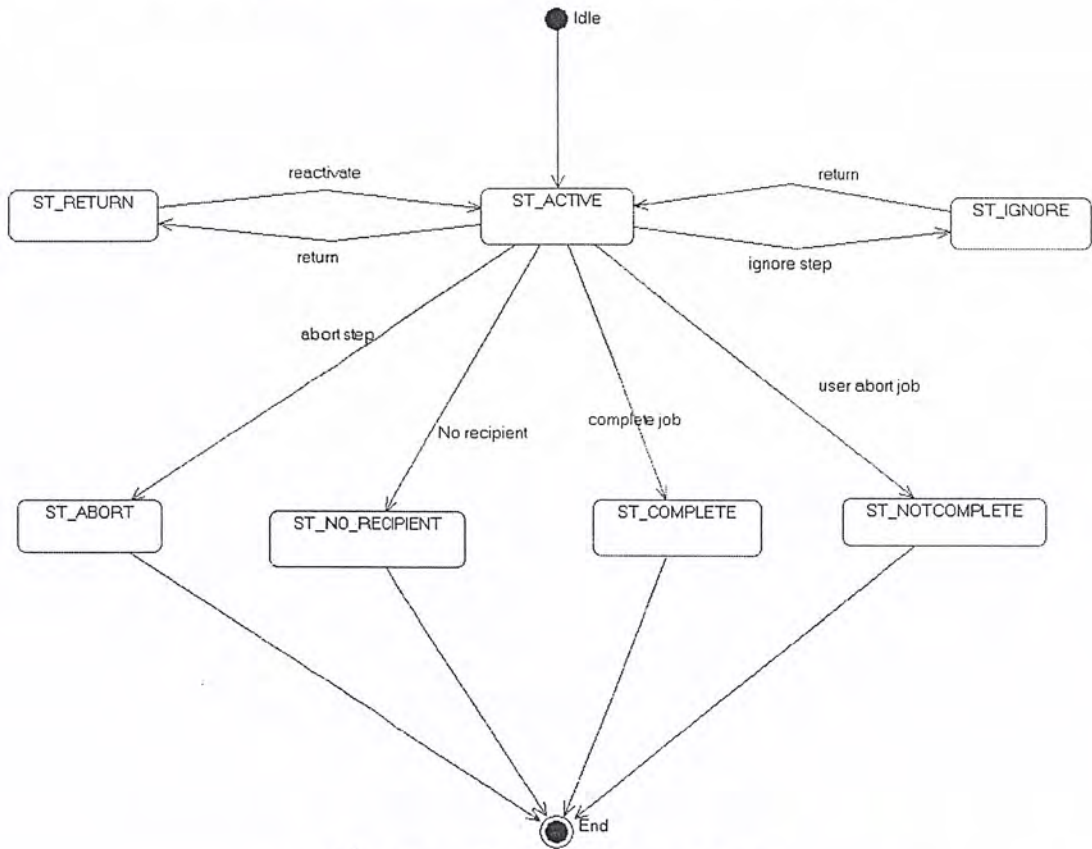 Idle
reactivate
return
ST_RETURN
ST_ACTIVE
ST_IGNORE
return
ignore step
abort step
user abort job
No recipient
complete job
ST_ABORT
ST_NO_RECIPIENT
ST_COMPLETE
ST_NOTCOMPLETE
End